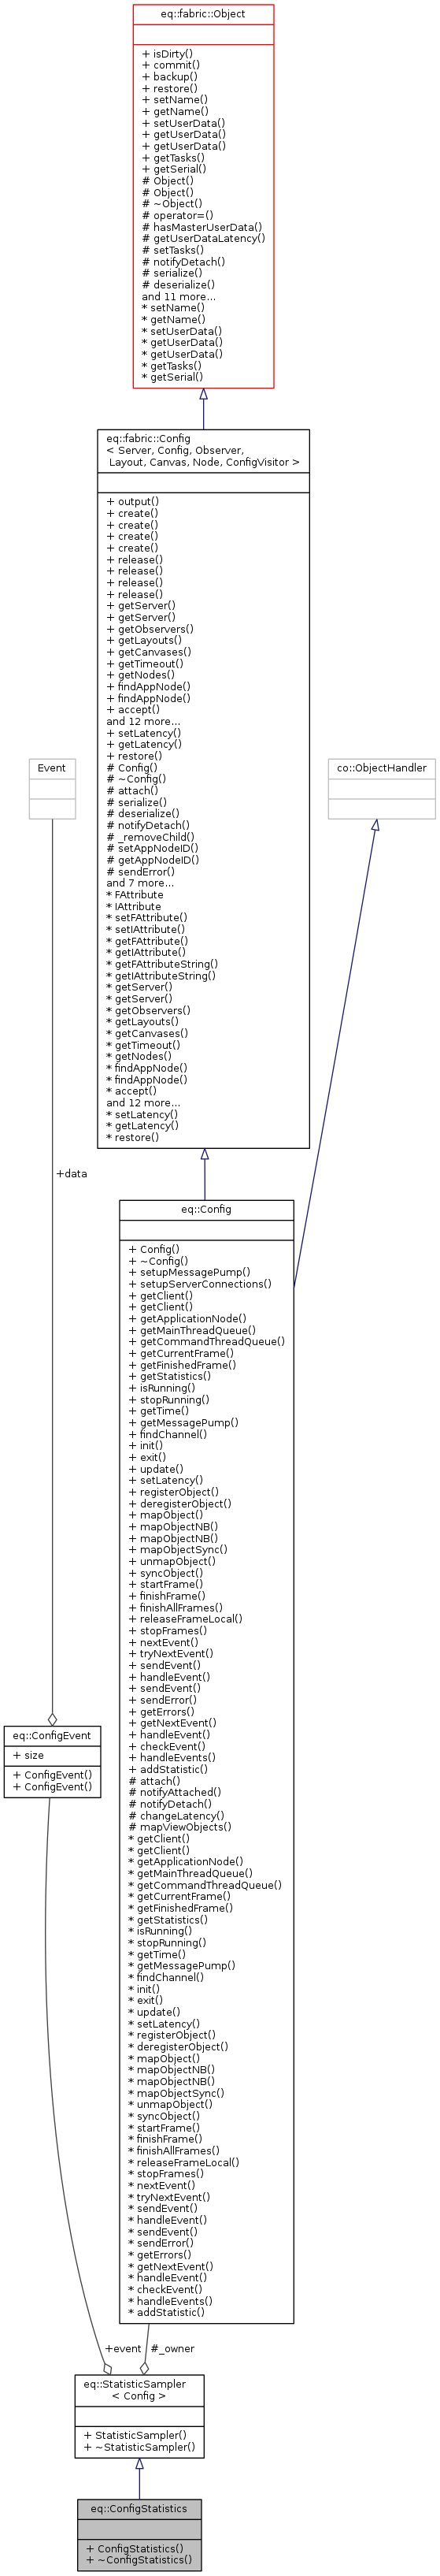 eq::fabric::Object
+ isDirty()
+ commit()
+ backup()
+ restore()
+ setName()
+ getName()
+ setUserData()
+ getUserData()
+ getUserData()
+ getTasks()
+ getSerial()
# Object()
# Object()
# ~Object()
# operator=()
# hasMasterUserData()
# getUserDataLatency()
# setTasks()
# notifyDetach()
# serialize()
# deserialize()
and 11 more...
* setName()
* getName()
* setUserData()
* getUserData()
* getUserData()
* getTasks()
* getSerial()
eq::fabric::Config
< Server, Config, Observer,
Layout, Canvas, Node, ConfigVisitor >
+ output()
+ create()
+ create()
+ create()
+ create()
+ release()
+ release()
+ release()
+ release()
+ getServer()
+ getServer()
+ getObservers()
+ getLayouts()
+ getCanvases()
+ getTimeout()
+ getNodes()
+ findAppNode()
+ findAppNode()
+ accept()
and 12 more...
+ setLatency()
+ getLatency()
+ restore()
# Config()
# ~Config()
# attach()
# serialize()
# deserialize()
# notifyDetach()
# _removeChild()
# setAppNodeID()
# getAppNodeID()
# sendError()
and 7 more...
* FAttribute
* IAttribute
* setFAttribute()
* setIAttribute()
* getFAttribute()
* getIAttribute()
* getFAttributeString()
* getIAttributeString()
* getServer()
* getServer()
* getObservers()
* getLayouts()
* getCanvases()
* getTimeout()
* getNodes()
* findAppNode()
* findAppNode()
* accept()
and 12 more...
* setLatency()
* getLatency()
* restore()
Event
co::ObjectHandler
+data
eq::Config
+ Config()
+ ~Config()
+ setupMessagePump()
+ setupServerConnections()
+ getClient()
+ getClient()
+ getApplicationNode()
+ getMainThreadQueue()
+ getCommandThreadQueue()
+ getCurrentFrame()
+ getFinishedFrame()
+ getStatistics()
+ isRunning()
+ stopRunning()
+ getTime()
+ getMessagePump()
+ findChannel()
+ init()
+ exit()
+ update()
+ setLatency()
+ registerObject()
+ deregisterObject()
+ mapObject()
+ mapObjectNB()
+ mapObjectNB()
+ mapObjectSync()
+ unmapObject()
+ syncObject()
+ startFrame()
+ finishFrame()
+ finishAllFrames()
+ releaseFrameLocal()
+ stopFrames()
+ nextEvent()
+ tryNextEvent()
+ sendEvent()
+ handleEvent()
+ sendEvent()
+ sendError()
+ getErrors()
+ getNextEvent()
+ handleEvent()
+ checkEvent()
+ handleEvents()
+ addStatistic()
# attach()
# notifyAttached()
# notifyDetach()
# changeLatency()
# mapViewObjects()
* getClient()
* getClient()
* getApplicationNode()
* getMainThreadQueue()
* getCommandThreadQueue()
* getCurrentFrame()
* getFinishedFrame()
* getStatistics()
* isRunning()
* stopRunning()
* getTime()
* getMessagePump()
* findChannel()
* init()
* exit()
* update()
* setLatency()
* registerObject()
* deregisterObject()
* mapObject()
* mapObjectNB()
* mapObjectNB()
* mapObjectSync()
* unmapObject()
* syncObject()
* startFrame()
* finishFrame()
* finishAllFrames()
* releaseFrameLocal()
* stopFrames()
* nextEvent()
* tryNextEvent()
* sendEvent()
* handleEvent()
* sendEvent()
* sendError()
* getErrors()
* getNextEvent()
* handleEvent()
* checkEvent()
* handleEvents()
* addStatistic()
eq::ConfigEvent
+ size
+ ConfigEvent()
+ ConfigEvent()
+event
#_owner
eq::StatisticSampler
< Config >
+ StatisticSampler()
+ ~StatisticSampler()
eq::ConfigStatistics
+ ConfigStatistics()
+ ~ConfigStatistics()